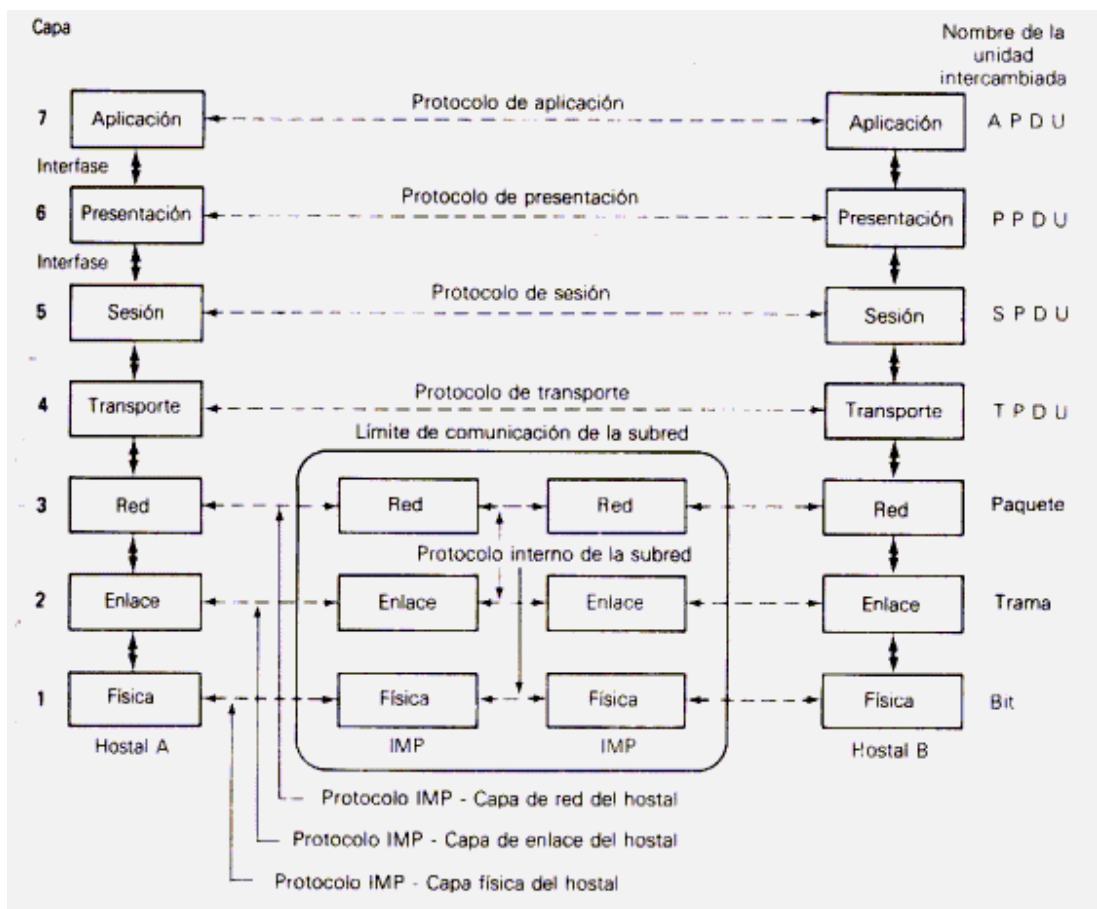 Capa
Nombre de la
unidad
intercambiada
Protocolo de aplicación
7 Aplicación Aplicación A P D U
Interfase
Protocolo de presentación
6 Presentación Presentación P P D U
Interfase
Protocolo de sesión
5 Sesión Sesión S P D U
Protocolo de transporte
4 Transporte Transporte T P D U
Límite de comunicación de la subred
3 Red Red Red Red Paquete
Protocolo interno de la subred
2 Enlace Enlace Enlace Enlace Trama
1 Física Física Física Física Bit
Hostal A IMP IMP Hostal B
Protocolo IMP - Capa de red del hostal
Protocolo IMP - Capa de enlace del hostal
Protocolo IMP - Capa física del hostal